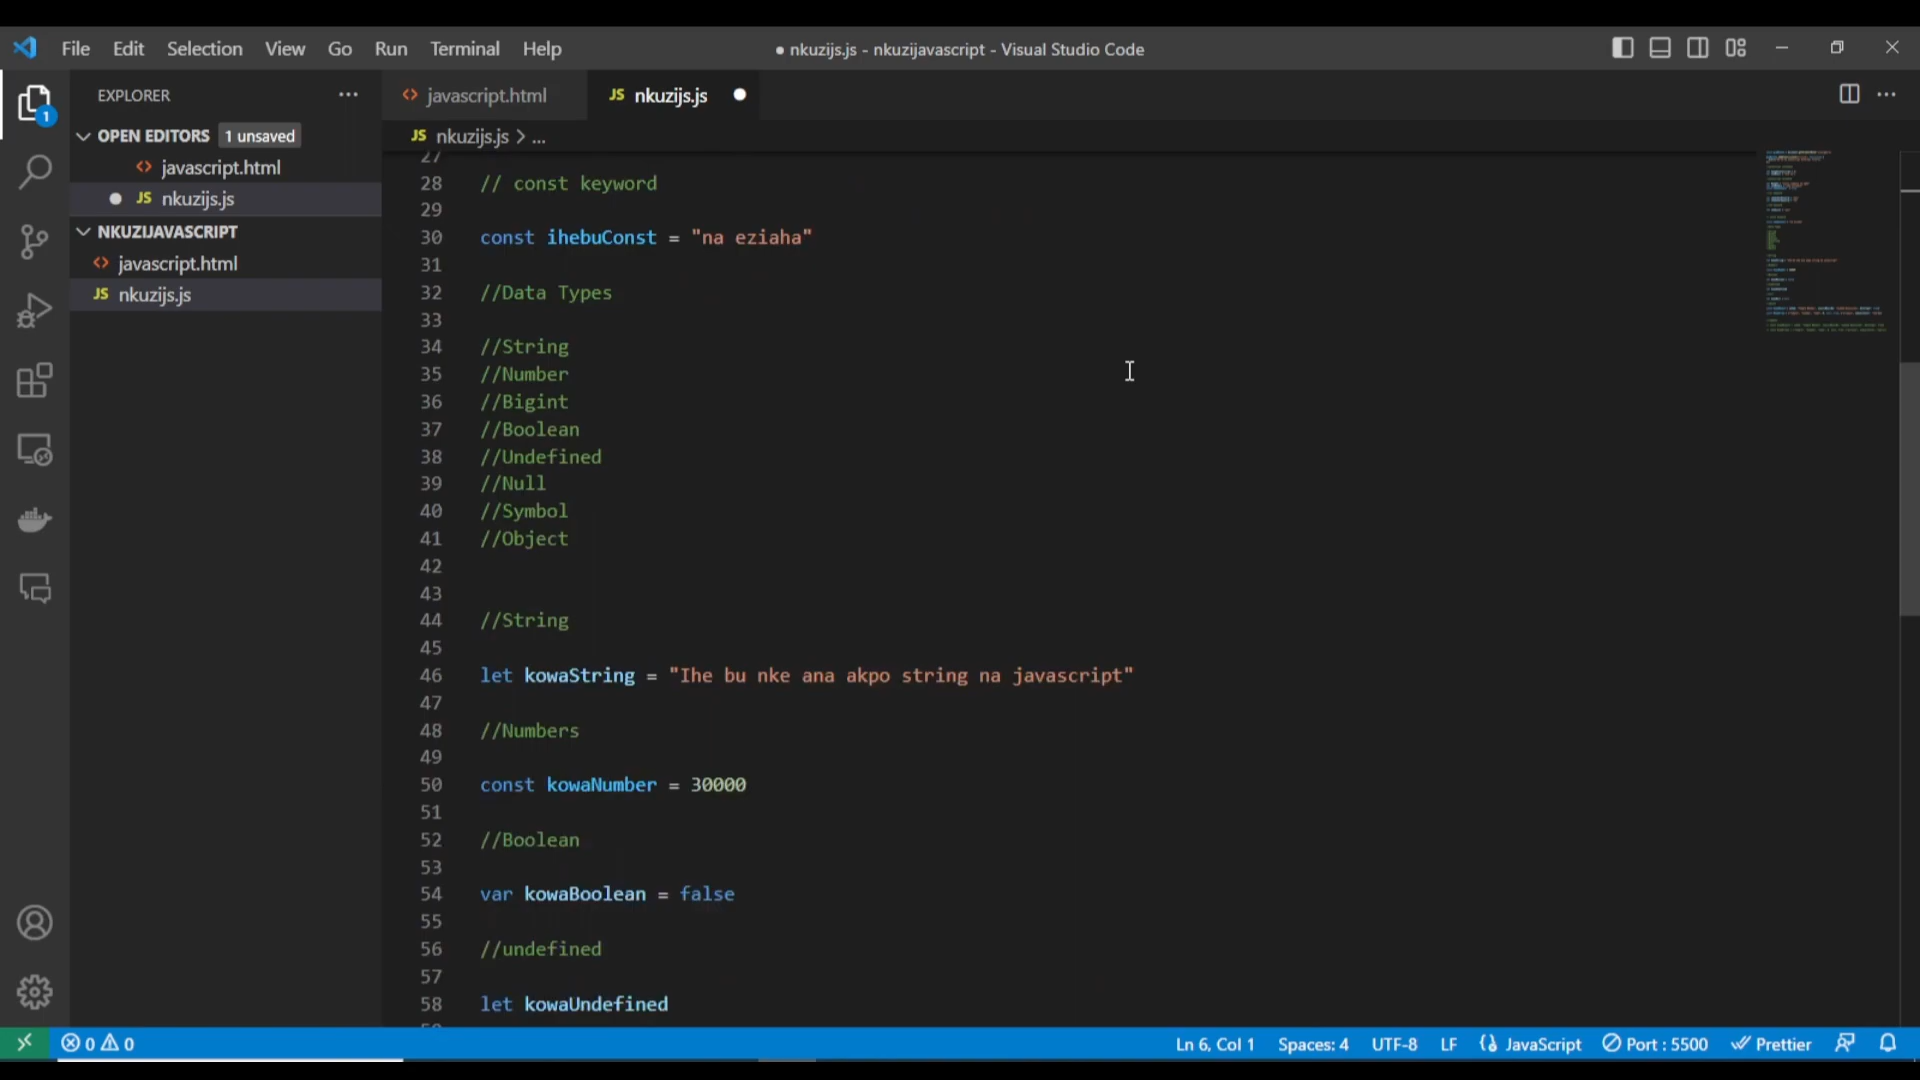 File Edit Selection View Go Run Terminal Help
● nkuzijs.js - nkuzijavascript - Visual Studio Code
EXPLORER
OPEN EDITORS 1 unsaved
<> javascript.html
JS nkuzijs.js
NKUZIJAVASCRIPT
<> javascript.html
JS nkuzijs.js
1
<> javascript.html
JS nkuzijs.js
JS nkuzijs.js > ...
27
28 // const keyword
29
30 const ihebuConst = "na eziaha"
31
32 //Data Types
33
34 //String
35 //Number
36 //Bigint
37 //Boolean
38 //Undefined
39 //Null
40 //Symbol
41 //Object
42
43
44 //String
45
46 let kowaString = "Ihe bu nke ana akpo string na javascript"
47
48 //Numbers
49
50 const kowaNumber = 30000
51
52 //Boolean
53
54 var kowaBoolean = false
55
56 //undefined
57
58 let kowaUndefined
0 0
Ln 6, Col 1 Spaces: 4 UTF-8 LF JavaScript Port : 5500 Prettier